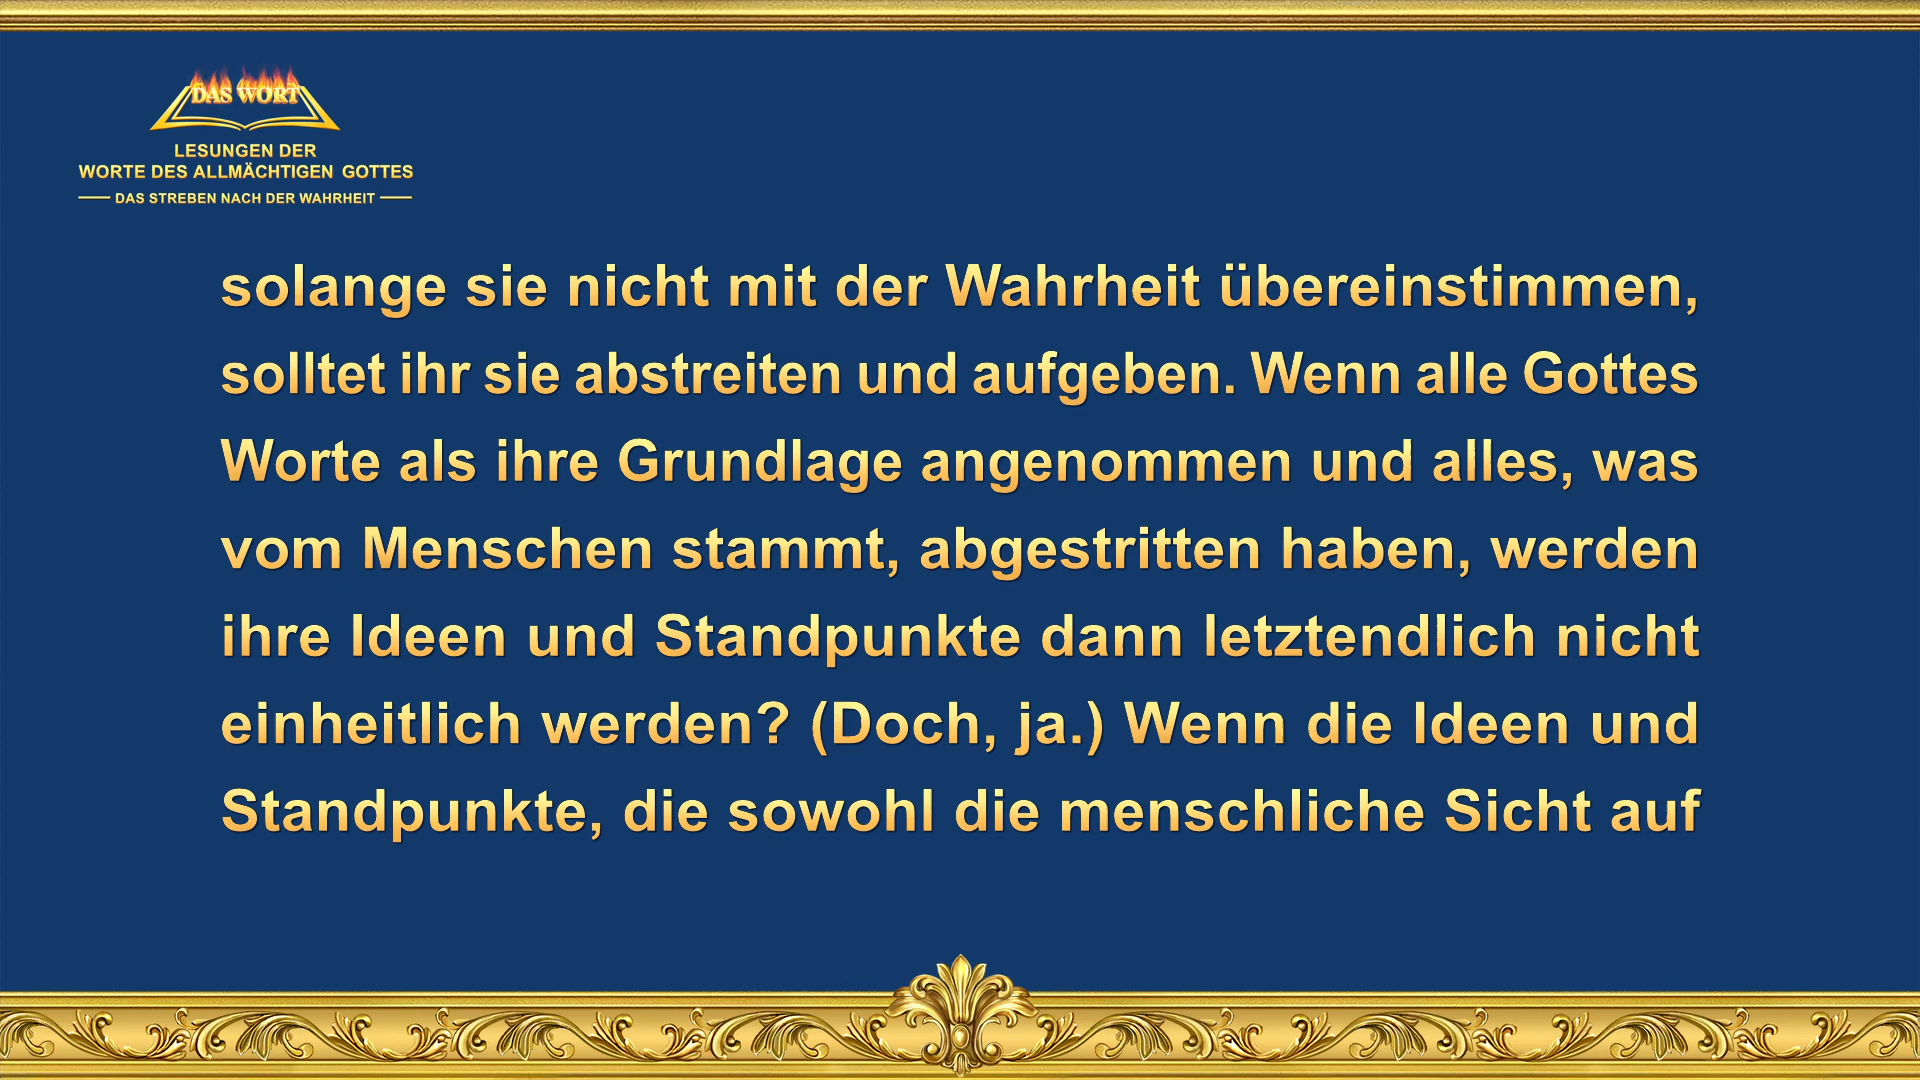 DAS WORT
LESUNGEN DER
WORTE DES ALLMÄCHTIGEN GOTTES
DAS STREBEN NACH DER WAHRHEIT
solange sie nicht mit der Wahrheit übereinstimmen,
solltet ihr sie abstreiten und aufgeben. Wenn alle Gottes
Worte als ihre Grundlage angenommen und alles, was
vom Menschen stammt, abgestritten haben, werden
ihre Ideen und Standpunkte dann letztendlich nicht
einheitlich werden? (Doch, ja.) Wenn die Ideen und
Standpunkte, die sowohl die menschliche Sicht auf